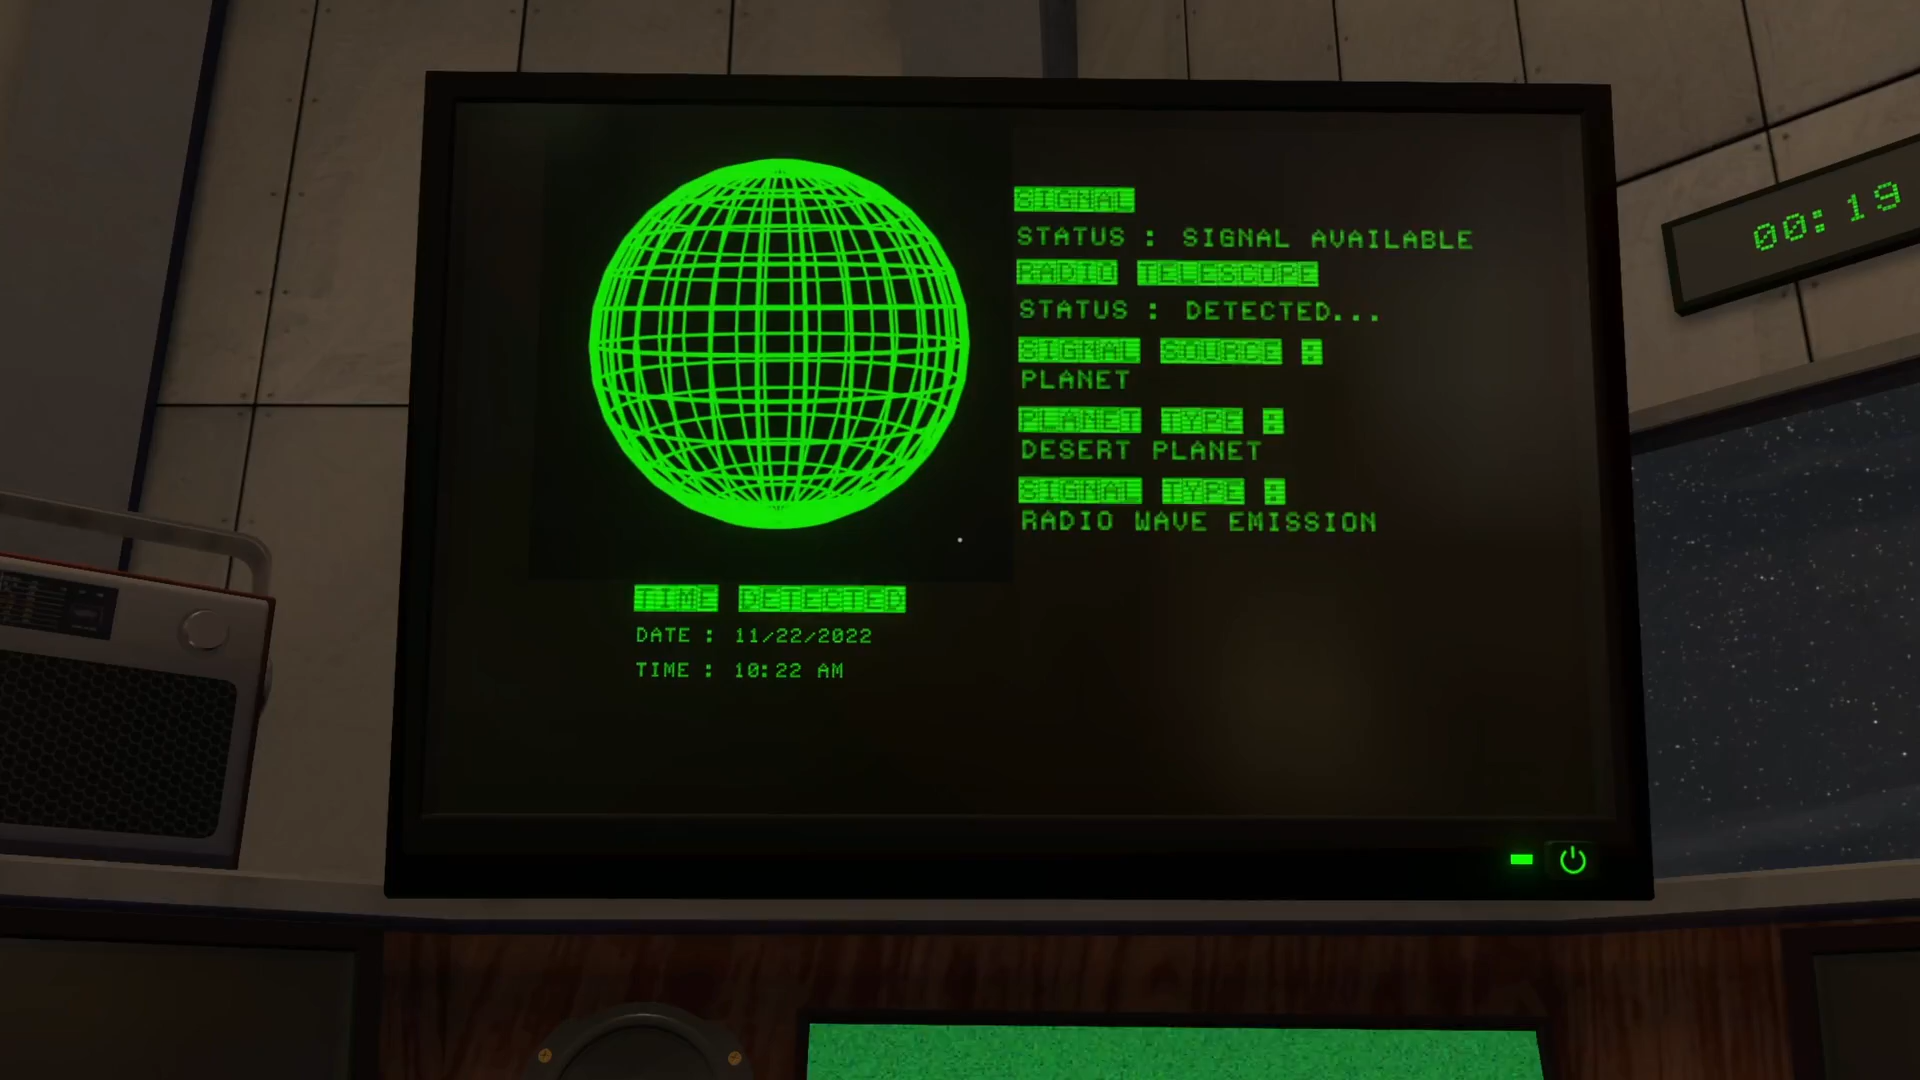 SIGNAL
STATUS : SIGNAL AVAILABLE
RADIO TELESCOPE
STATUS : DETECTED...
SIGNAL SOURCE :
PLANET
PLANET TYPE :
DESERT PLANET
SIGNAL TYPE :
RADIO WAVE EMISSION
TIME DETECTED
DATE : 11/22/2022
TIME : 10:22 AM
00:19